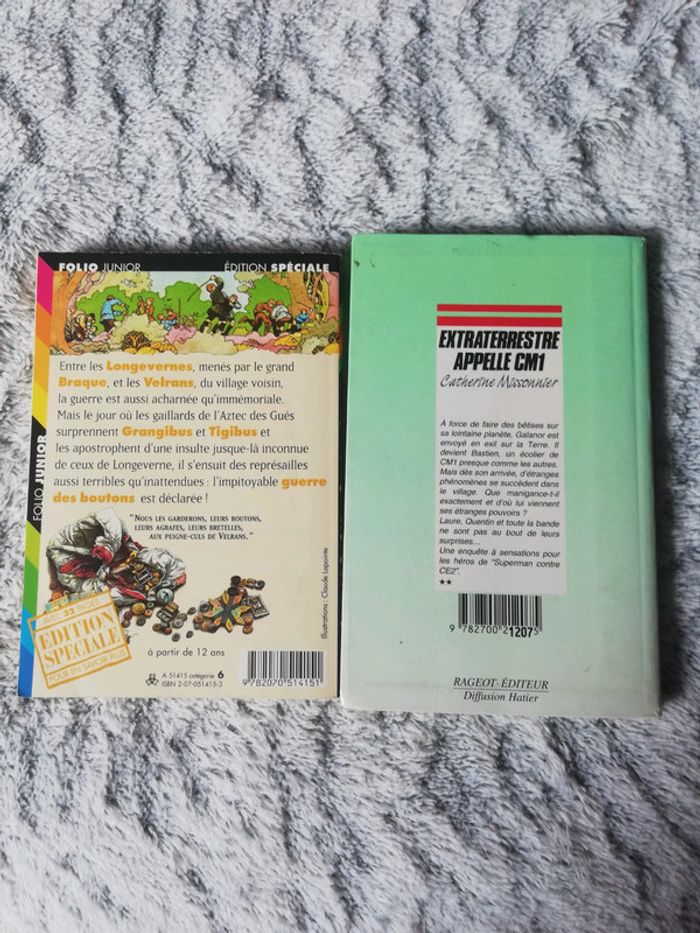 FOLIO JUNIOR
ÉDITION SPÉCIALE
Entre les Longevernes, menés par le grand
Braque, et les Velrans, du village voisin,
la guerre est aussi acharnée qu'immémoriale.
Mais le jour où les gaillards de l'Aztec des Gués
surprennent Grangibus et Tigibus et
les apostrophent d'une insulte jusque-là inconnue
de ceux de Longeverne, il s'ensuit des représailles
aussi terribles qu'inattendues : l'impitoyable guerre
des boutons est déclarée !
"NOUS LES GARDERONS, LEURS BOUTONS,
LEURS AGRAFES, LEURS BRETELLES,
AUX PEIGNE-CULS DE VELRANS."
FOLIO JUNIOR
Illustrations : Claude Lapointe
AVEC 32 PAGES
EDITION
SPÉCIALE
POUR EN SAVOIR PLUS
à partir de 12 ans
A 51415 catégorie 6
ISBN 2-07-051415-3
9 782070 514151
EXTRATERRESTRE
APPELLE CM1
Catherine Missonnier
À force de faire des bêtises sur
sa lointaine planète, Galanor est
envoyé en exil sur la Terre. Il
devient Bastien, un écolier de
CM1 presque comme les autres.
Mais dès son arrivée, d'étranges
phénomènes se succèdent dans
le village. Que manigance-t-il
exactement et d'où lui viennent
ses étranges pouvoirs ?
Laure, Quentin et toute la bande
ne sont pas au bout de leurs
surprises...
Une enquête à sensations pour
les héros de "Superman contre
CE2".
★★
9 782700 212075
RAGEOT-ÉDITEUR
Diffusion Hatier